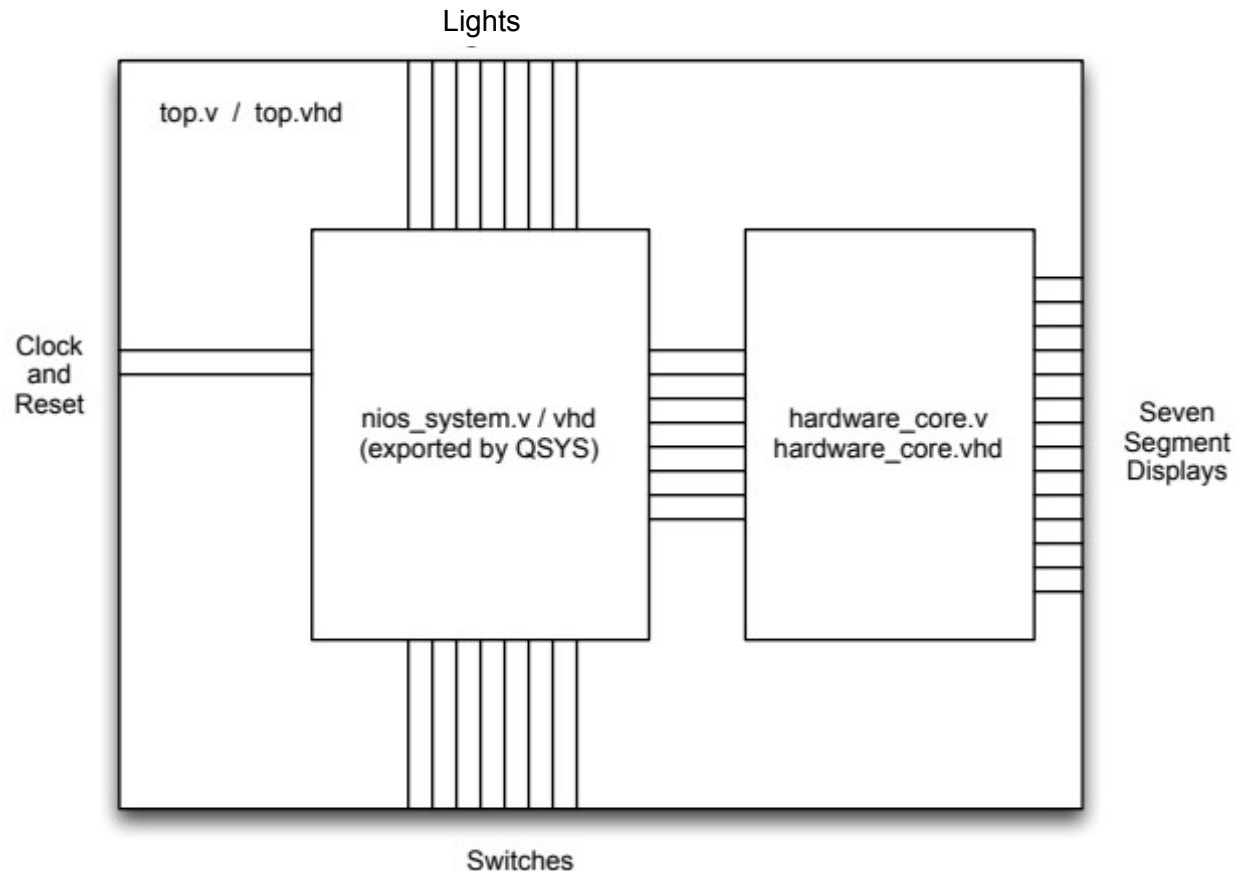 Lights
top.v / top.vhd
Clock
and
Reset
nios_system.v / vhd
(exported by QSYS)
hardware_core.v
hardware_core.vhd
Seven
Segment
Displays
Switches